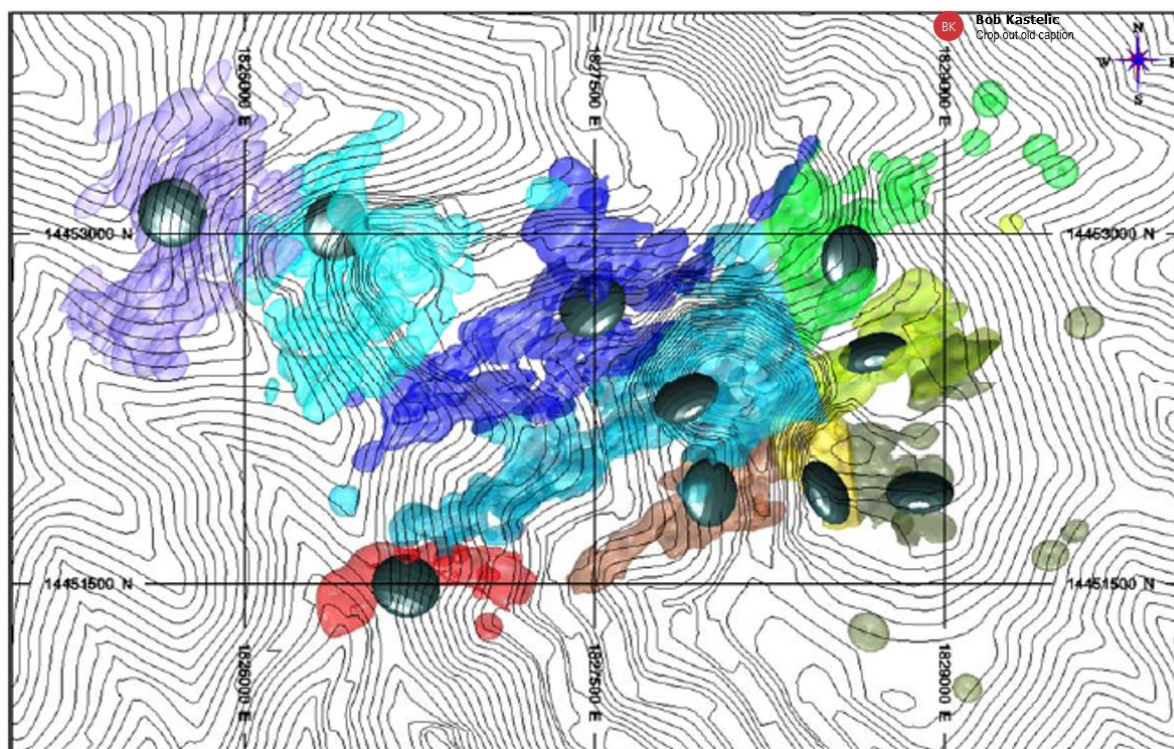 BK
Bob Kastelic
Crop out old caption
N
W
S
1826000 E
1827500 E
1829000 E
14453000 N
14453000 N
14451500 N
14451500 N
1826000 E
1827500 E
1829000 E